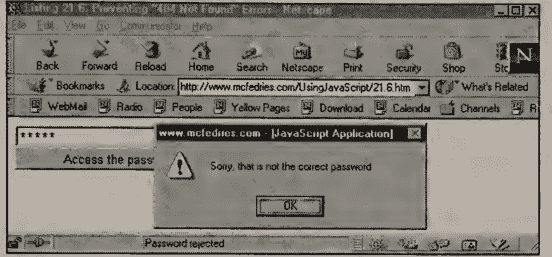 Listing 21.6. Preventing "404 Not Found" Errors - Netscape
File Edit View Go Communicator Help
Back Forward Reload Home Search Netscape Print Security Shop
Bookmarks Location: http://www.mcfedries.com/UsingJavaScript/21.6.htm What's Related
WebMail Radio People Yellow Pages Download Calendar Channels
*****
Access the pass
www.mcfedries.com - [JavaScript Application]
Sorry, that is not the correct password
OK
Password rejected